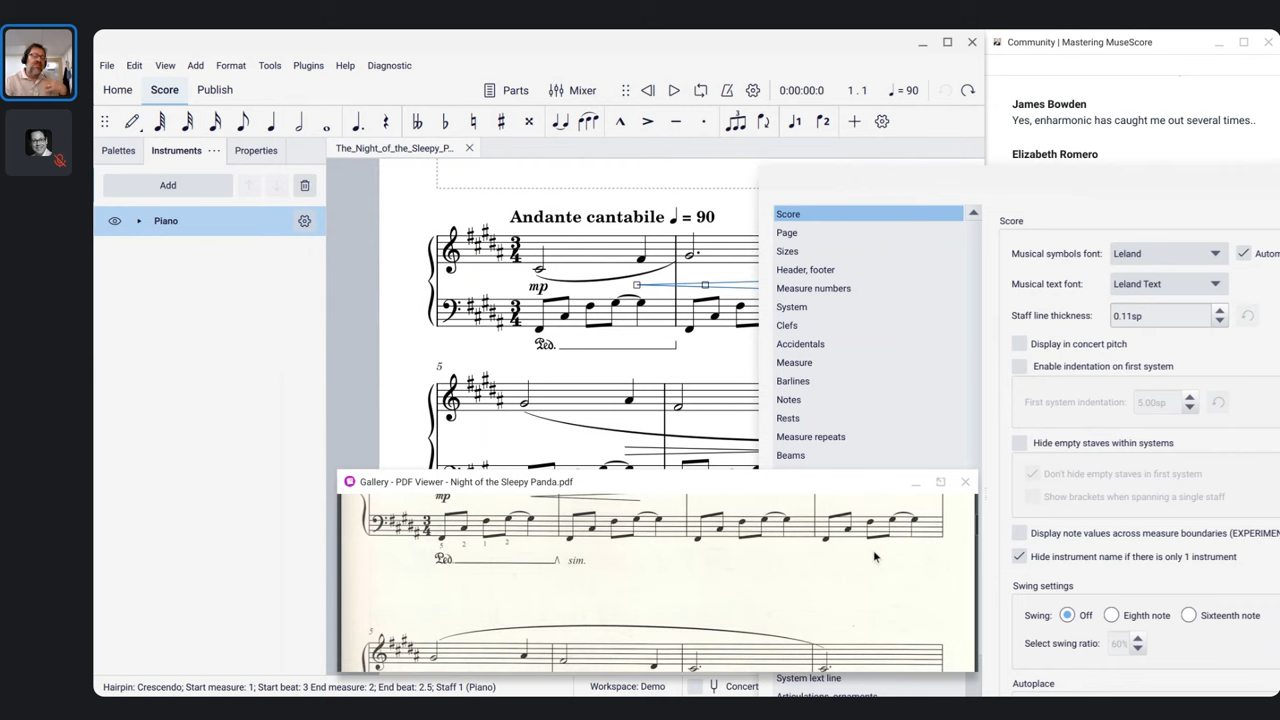 Community | Mastering MuseScore
File Edit View Add Format Tools Plugins Help Diagnostic
Home Score Publish
Parts Mixer 0:00:00:0 1 . 1 = 90
Palettes Instruments Properties
The_Night_of_the_Sleepy_P...
Add
Piano
James Bowden
Yes, enharmonic has caught me out several times..
Elizabeth Romero
Andante cantabile = 90
mp
Ped.
5
Score
Page
Sizes
Header, footer
Measure numbers
System
Clefs
Accidentals
Measure
Barlines
Notes
Rests
Measure repeats
Beams
System text line
Score
Musical symbols font: Leland
Musical text font: Leland Text
Staff line thickness: 0.11sp
Display in concert pitch
Enable indentation on first system
First system indentation: 5.00sp
Hide empty staves within systems
Don't hide empty staves in first system
Show brackets when spanning a single staff
Display note values across measure boundaries (EXPERIME
Hide instrument name if there is only 1 instrument
Swing settings
Swing: Off Eighth note Sixteenth note
Select swing ratio: 60%
Autoplace
Gallery - PDF Viewer - Night of the Sleepy Panda.pdf
mp
5 2 1 2
Ped. sim.
5
Hairpin: Crescendo; Start measure: 1; Start beat: 3 End measure: 2; End beat: 2.5; Staff 1 (Piano)
Workspace: Demo
Concert